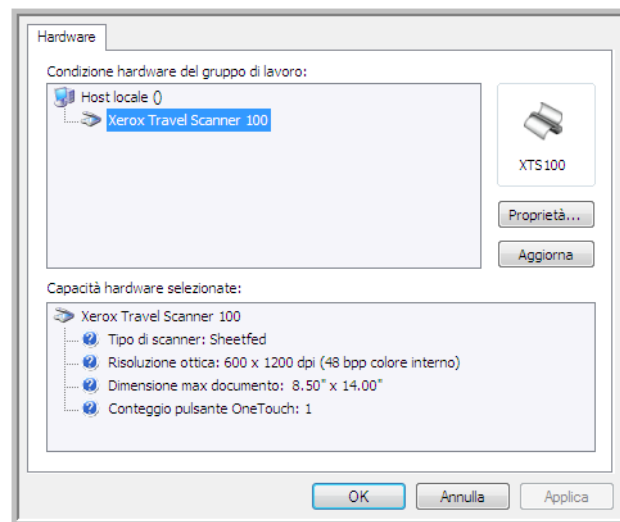 Hardware
Condizione hardware del gruppo di lavoro:
Host locale ()
Xerox Travel Scanner 100
XTS100
Proprietà...
Aggiorna
Capacità hardware selezionate:
Xerox Travel Scanner 100
Tipo di scanner: Sheetfed
Risoluzione ottica: 600 x 1200 dpi (48 bpp colore interno)
Dimensione max documento: 8.50" x 14.00"
Conteggio pulsante OneTouch: 1
OK Annulla Applica